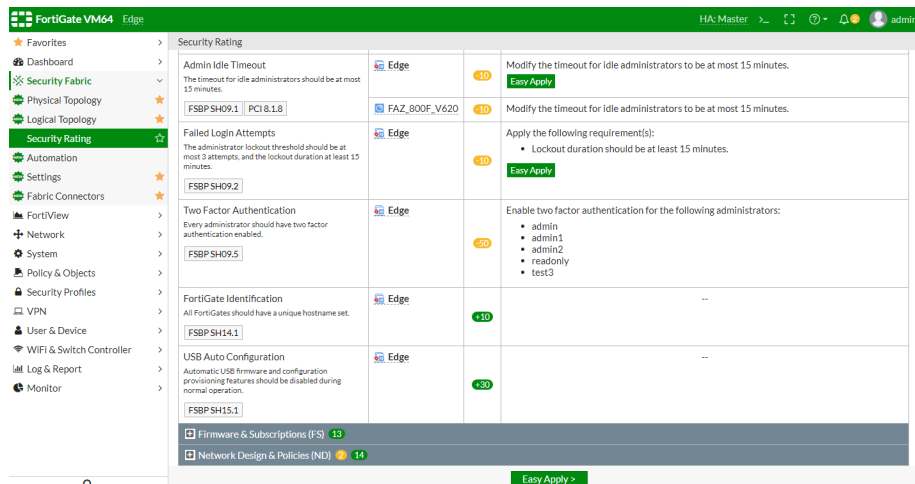 FortiGate VM64 Edge
HA: Master >_ 2 admin
Favorites
Dashboard
Security Fabric
Physical Topology
Logical Topology
Security Rating
Automation
Settings
Fabric Connectors
FortiView
Network
System
Policy & Objects
Security Profiles
VPN
User & Device
WiFi & Switch Controller
Log & Report
Monitor
Security Rating
Admin Idle Timeout
The timeout for idle administrators should be at most
15 minutes.
FSBP SH09.1 PCI 8.1.8
Edge
-10
Modify the timeout for idle administrators to be at most 15 minutes.
Easy Apply
FAZ_800F_V620
-10
Modify the timeout for idle administrators to be at most 15 minutes.
Failed Login Attempts
The administrator lockout threshold should be at
most 3 attempts, and the lockout duration at least 15
minutes.
FSBP SH09.2
Edge
-10
Apply the following requirement(s):
• Lockout duration should be at least 15 minutes.
Easy Apply
Two Factor Authentication
Every administrator should have two factor
authentication enabled.
FSBP SH09.5
Edge
-50
Enable two factor authentication for the following administrators:
• admin
• admin1
• admin2
• readonly
• test3
FortiGate Identification
All FortiGates should have a unique hostname set.
FSBP SH14.1
Edge
+10
--
USB Auto Configuration
Automatic USB firmware and configuration
provisioning features should be disabled during
normal operation.
FSBP SH15.1
Edge
+30
--
Firmware & Subscriptions (FS) 13
Network Design & Policies (ND) 2 14
Easy Apply >